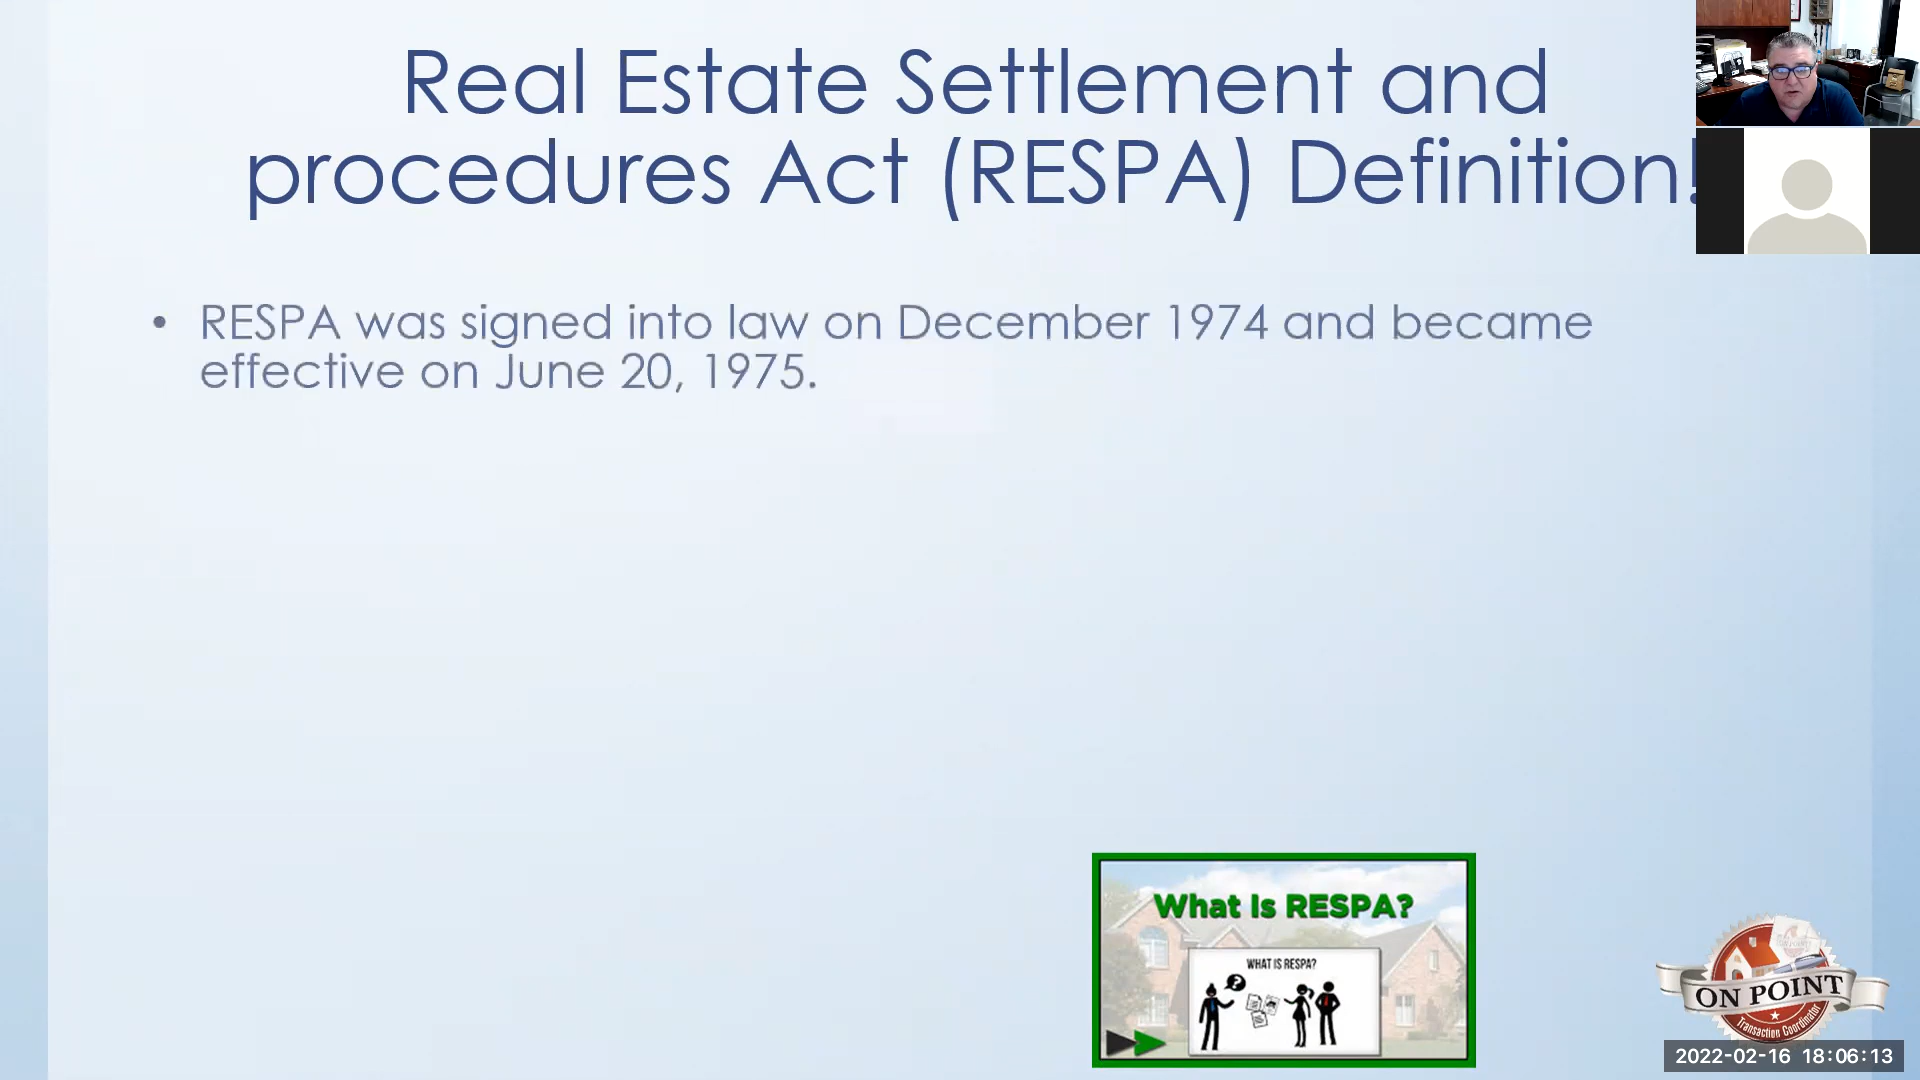 Real Estate Settlement and
procedures Act (RESPA) Definition!
• RESPA was signed into law on December 1974 and became
effective on June 20, 1975.
What Is RESPA?
WHAT IS RESPA?
?
ON POINT
Transaction Coordinator
2022-02-16 18:06:13